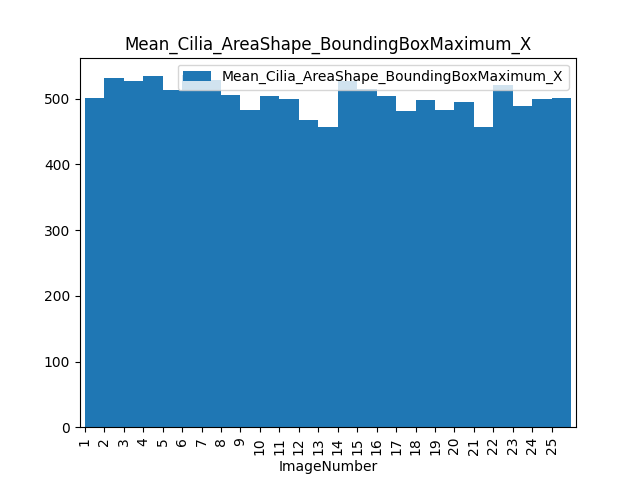 Mean_Cilia_AreaShape_BoundingBoxMaximum_X
Mean_Cilia_AreaShape_BoundingBoxMaximum_X
500
400
300
200
100
0
1 2 3 4 5 6 7 8 9 10 11 12 13 14 15 16 17 18 19 20 21 22 23 24 25
ImageNumber